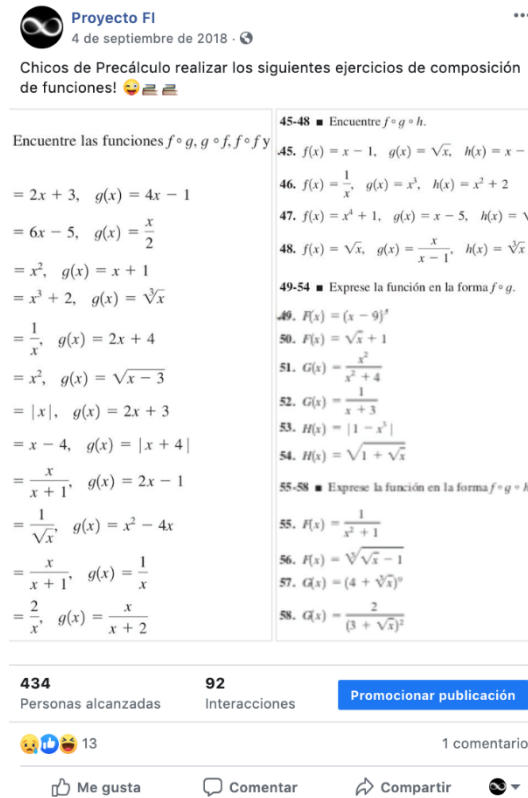 Proyecto FI
4 de septiembre de 2018 ·
Chicos de Precálculo realizar los siguientes ejercicios de composición
de funciones! 😜📚📚
Encuentre las funciones f ∘ g, g ∘ f, f ∘ f y
= 2x + 3, g(x) = 4x − 1
= 6x − 5, g(x) = x/2
= x², g(x) = x + 1
= x³ + 2, g(x) = ∛x
= 1/x, g(x) = 2x + 4
= x², g(x) = √(x − 3)
= |x|, g(x) = 2x + 3
= x − 4, g(x) = |x + 4|
= x/(x + 1), g(x) = 2x − 1
= 1/√x, g(x) = x² − 4x
= x/(x + 1), g(x) = 1/x
= 2/x, g(x) = x/(x + 2)
45-48 ■ Encuentre f ∘ g ∘ h.
45. f(x) = x − 1, g(x) = √x, h(x) = x −
46. f(x) = 1/x, g(x) = x³, h(x) = x² + 2
47. f(x) = x⁴ + 1, g(x) = x − 5, h(x) = √
48. f(x) = √x, g(x) = x/(x − 1), h(x) = ∛x
49-54 ■ Exprese la función en la forma f ∘ g.
49. F(x) = (x − 9)
50. F(x) = √x + 1
51. G(x) = x²/(x² + 4)
52. G(x) = 1/(x + 3)
53. H(x) = |1 − x³|
54. H(x) = √(1 + √x)
55-58 ■ Exprese la función en la forma f ∘ g ∘ h
55. F(x) = 1/(x² + 1)
56. F(x) = ∛(√x − 1)
57. G(x) = (4 + ∛x)⁹
58. G(x) = 2/(3 + √x)²
434
Personas alcanzadas
92
Interacciones
Promocionar publicación
13
1 comentario
Me gusta
Comentar
Compartir